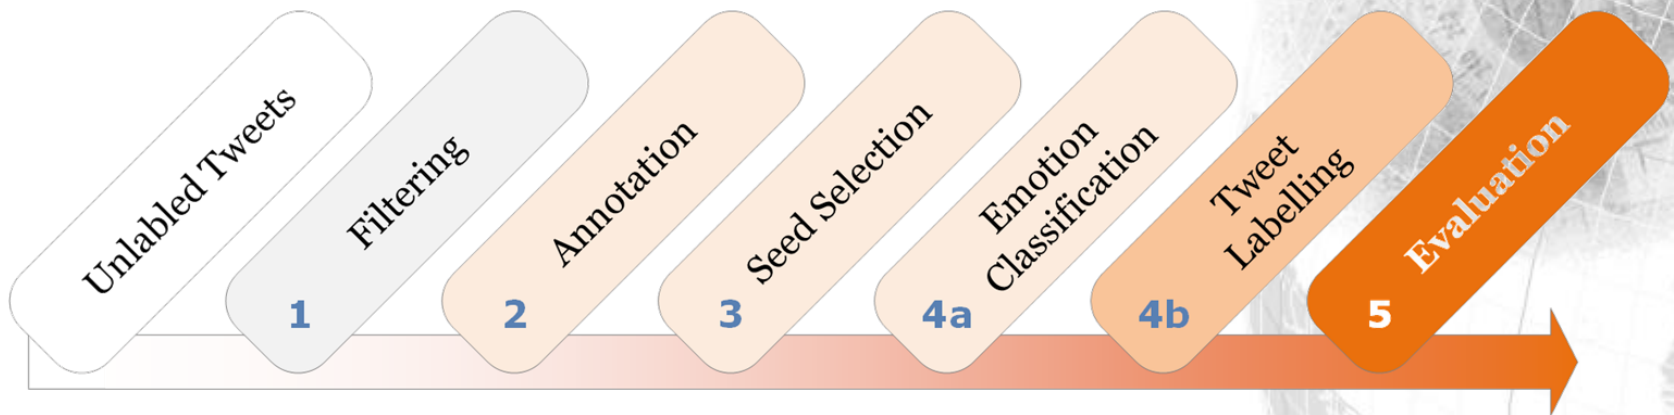 Unlabled Tweets
Filtering
1
Annotation
2
Seed Selection
3
Emotion
Classification
4a
Tweet
Labelling
4b
Evaluation
5